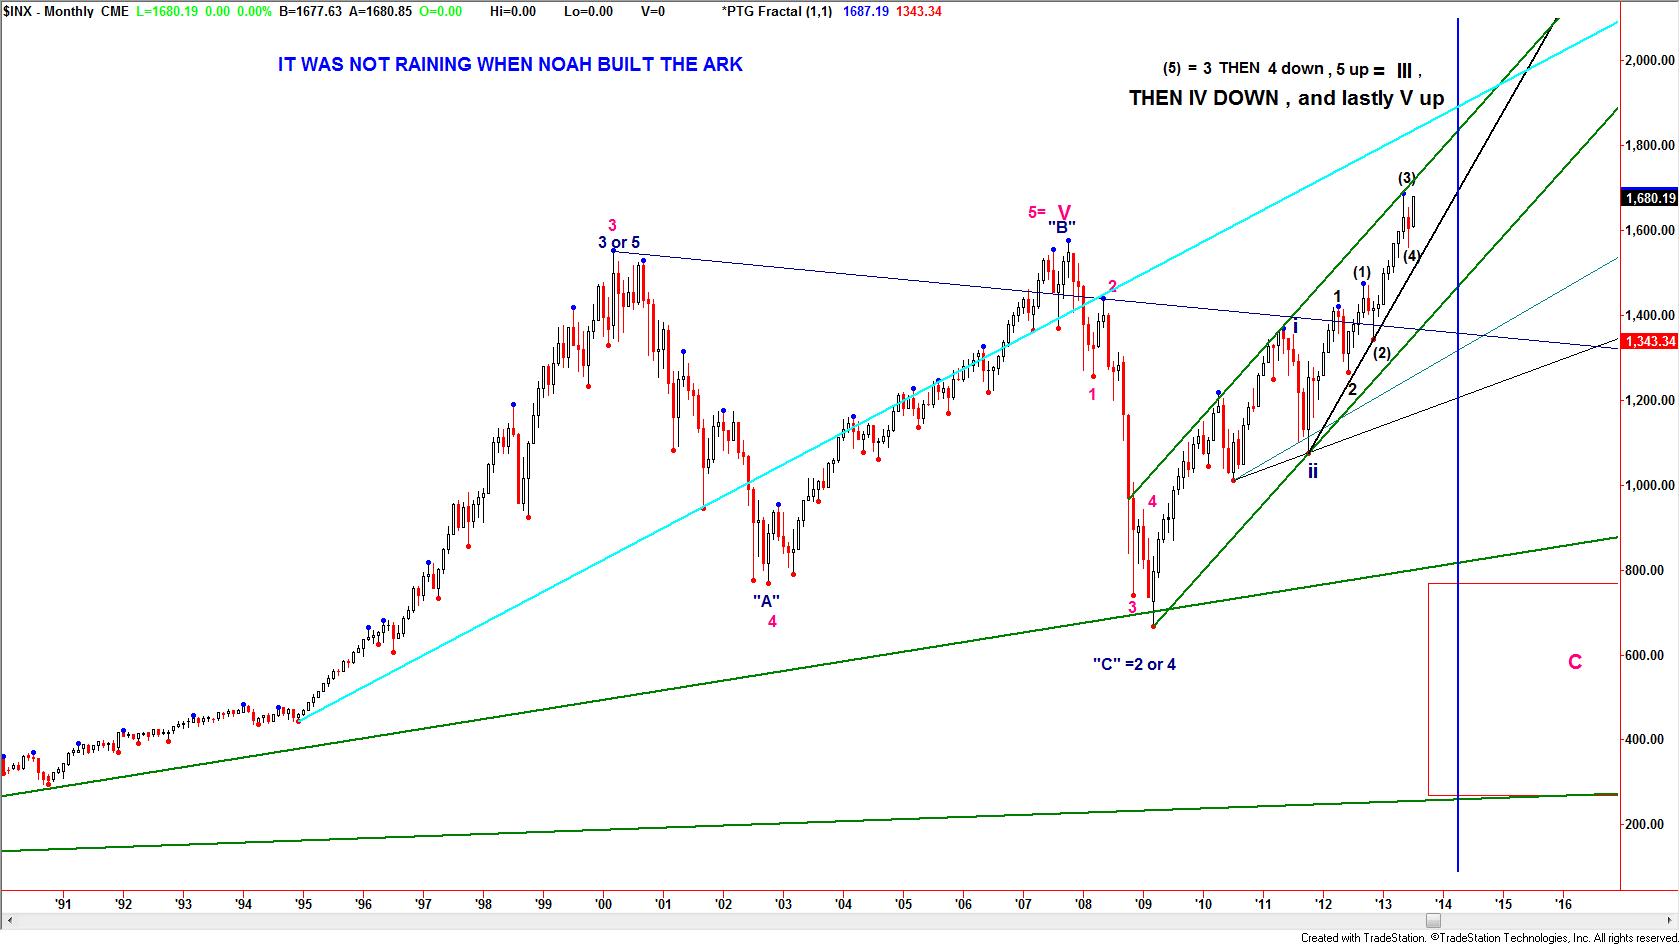 $INX - Monthly CME L=1680.19 0.00 0.00% B=1677.63 A=1680.85 O=0.00 Hi=0.00 Lo=0.00 V=0 *PTG Fractal (1,1) 1687.19 1343.34
IT WAS NOT RAINING WHEN NOAH BUILT THE ARK
(5) = 3 THEN 4 down , 5 up = III ,
THEN IV DOWN , and lastly V up
2,000.00
1,800.00
(3)
1,680.19
3
3 or 5
5= V
"B"
1,600.00
(4)
(1)
2
1
i
1,400.00
1,343.34
(2)
1
2
1,200.00
ii
4
1,000.00
800.00
"A"
4
3
"C" =2 or 4
C
600.00
400.00
200.00
'91 '92 '93 '94 '95 '96 '97 '98 '99 '00 '01 '02 '03 '04 '05 '06 '07 '08 '09 '10 '11 '12 '13 '14 '15 '16
Created with TradeStation. ©TradeStation Technologies, Inc. All rights reserved.